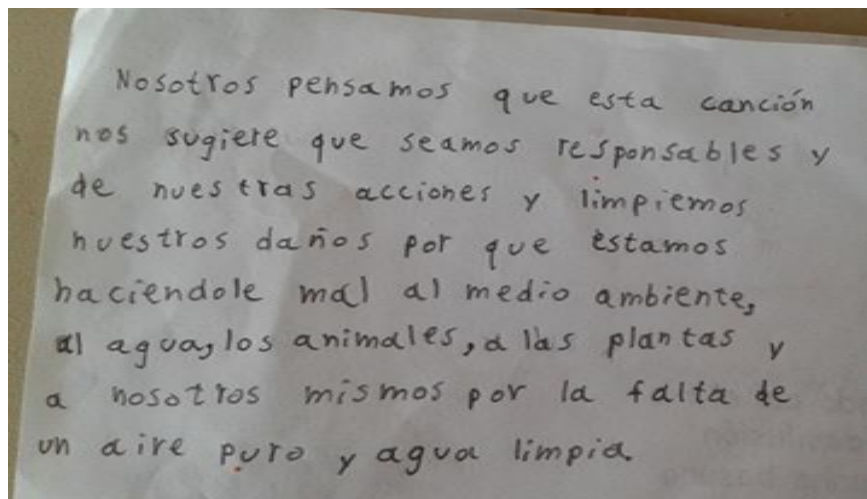 Nosotros pensamos que esta canción
nos sugiere que seamos responsables y
de nuestras acciones y limpiemos
nuestros daños por que estamos
haciendole mal al medio ambiente,
al agua, los animales, a las plantas y
a nosotros mismos por la falta de
un aire puro y agua limpia.